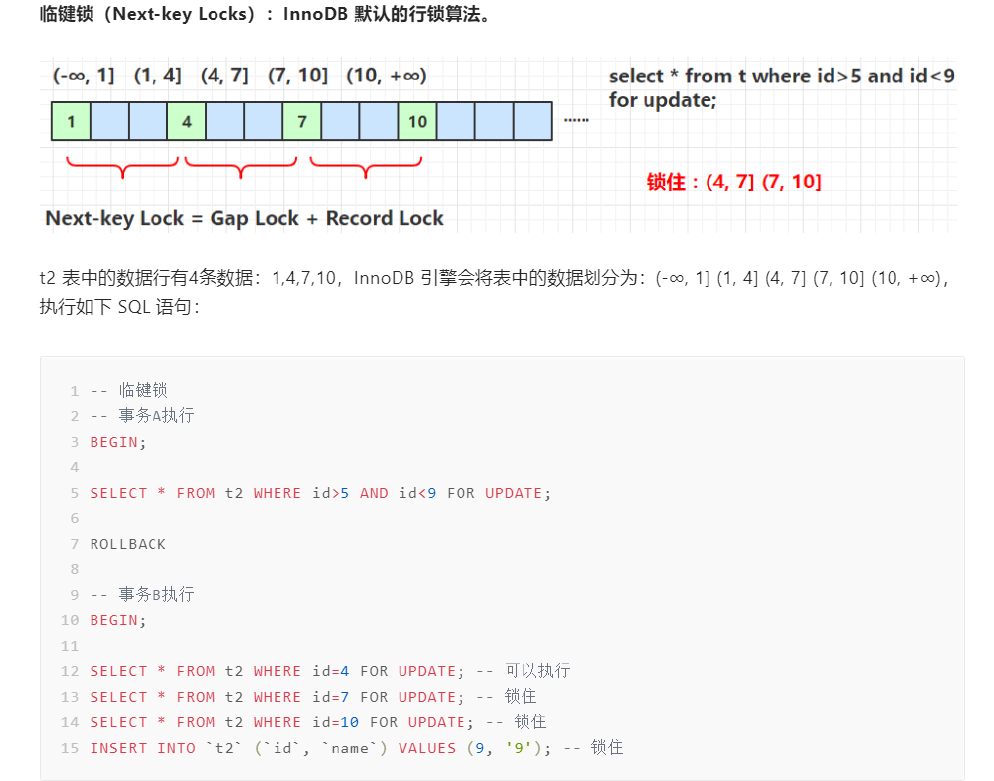 临键锁（Next-key Locks）：InnoDB 默认的行锁算法。
(-∞, 1] (1, 4] (4, 7] (7, 10] (10, +∞)
1 4 7 10 ······
select * from t where id>5 and id<9
for update;
锁住：(4, 7] (7, 10]
Next-key Lock = Gap Lock + Record Lock
t2 表中的数据行有4条数据：1,4,7,10，InnoDB 引擎会将表中的数据划分为：(-∞, 1] (1, 4] (4, 7] (7, 10] (10, +∞)，
执行如下 SQL 语句：
1 -- 临键锁
2 -- 事务A执行
3 BEGIN;
4
5 SELECT * FROM t2 WHERE id>5 AND id<9 FOR UPDATE;
6
7 ROLLBACK
8
9 -- 事务B执行
10 BEGIN;
11
12 SELECT * FROM t2 WHERE id=4 FOR UPDATE; -- 可以执行
13 SELECT * FROM t2 WHERE id=7 FOR UPDATE; -- 锁住
14 SELECT * FROM t2 WHERE id=10 FOR UPDATE; -- 锁住
15 INSERT INTO `t2` (`id`, `name`) VALUES (9, '9'); -- 锁住